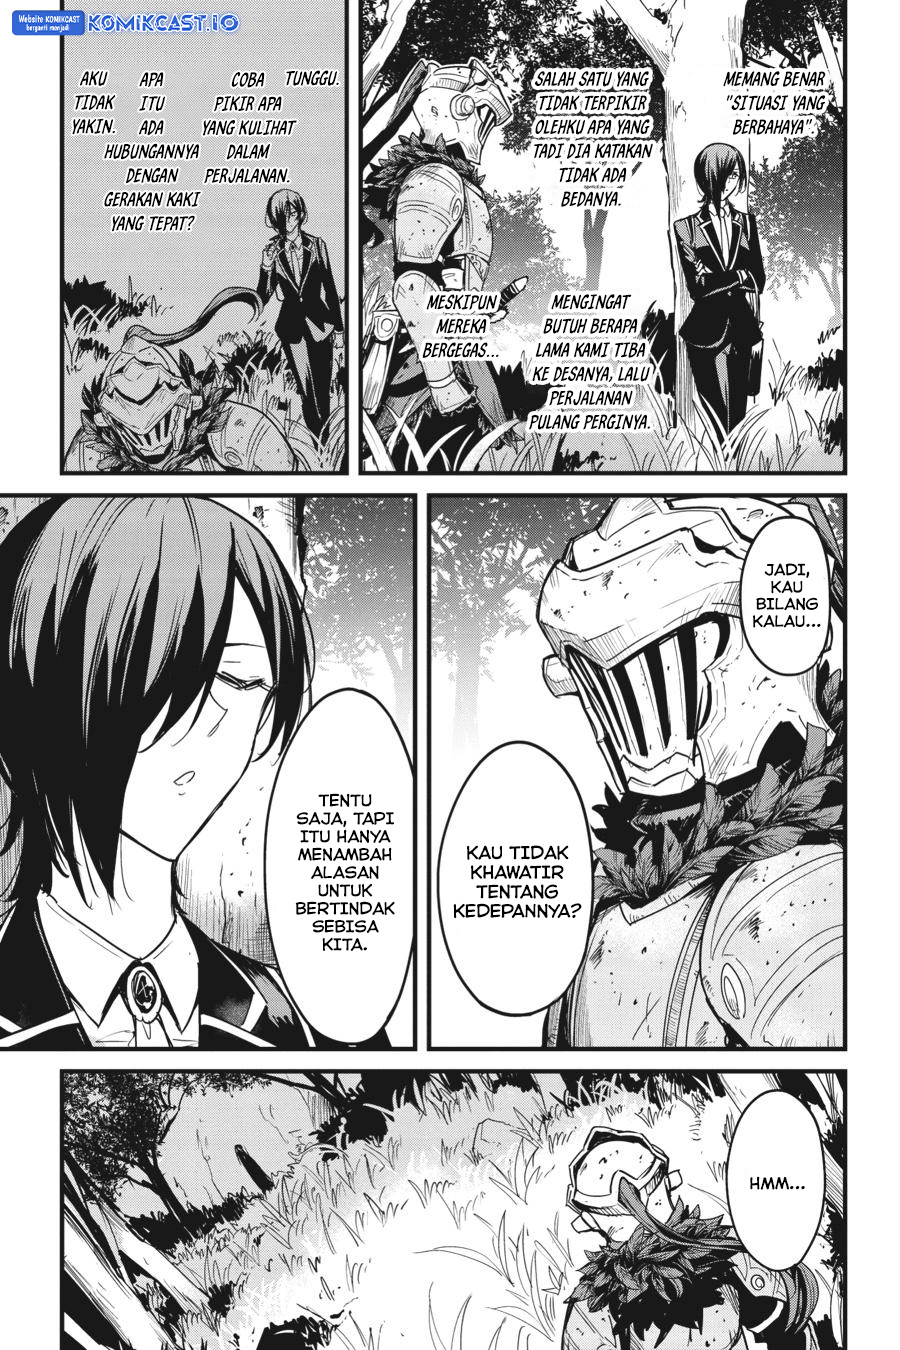 Website KOMIKCAST
berganti menjadi
KOMIKCAST.IO
MEMANG BENAR
"SITUASI YANG
BERBAHAYA".
SALAH SATU YANG
TIDAK TERPIKIR
OLEHKU APA YANG
TADI DIA KATAKAN
TIDAK ADA
BEDANYA.
MENGINGAT
BUTUH BERAPA
LAMA KAMI TIBA
KE DESANYA, LALU
PERJALANAN
PULANG PERGINYA.
MESKIPUN
MEREKA
BERGEGAS...
TUNGGU.
COBA
PIKIR APA
YANG KULIHAT
DALAM
PERJALANAN.
APA
ITU
ADA
HUBUNGANNYA
DENGAN
GERAKAN KAKI
YANG TEPAT?
AKU
TIDAK
YAKIN.
JADI,
KAU
BILANG
KALAU...
KAU TIDAK
KHAWATIR
TENTANG
KEDEPANNYA?
TENTU
SAJA, TAPI
ITU HANYA
MENAMBAH
ALASAN
UNTUK
BERTINDAK
SEBISA
KITA.
HMM...